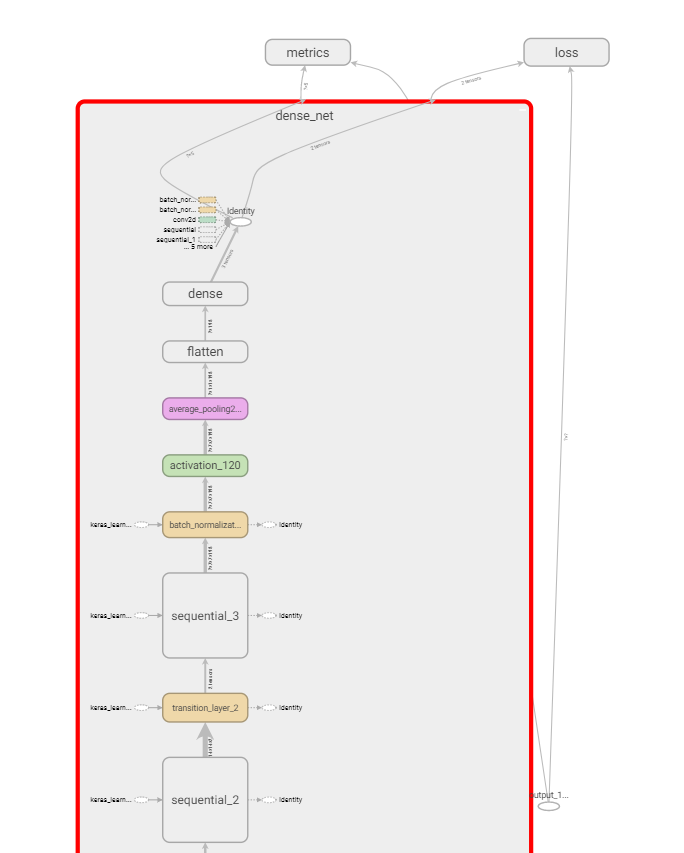 metrics
loss
dense_net
2 tensors
2 tensors
batch_nor...
batch_nor...
conv2d
sequential
sequential_1
... 5 more
Identity
dense
flatten
average_pooling2...
activation_120
keras_learn...
batch_normalizat...
Identity
keras_learn...
sequential_3
Identity
keras_learn...
transition_layer_2
Identity
keras_learn...
sequential_2
Identity
utput_1...